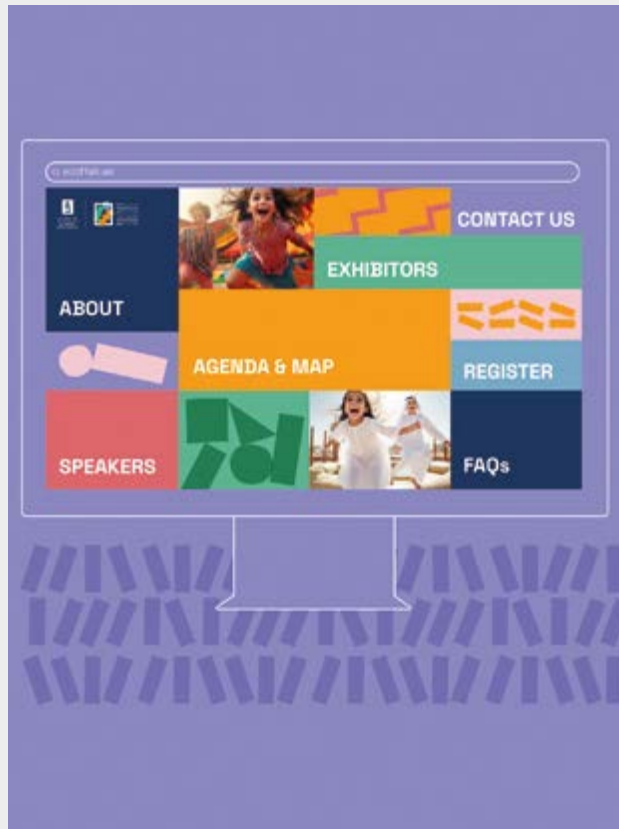 CONTACT US
EXHIBITORS
ABOUT
AGENDA & MAP
REGISTER
SPEAKERS
FAQs